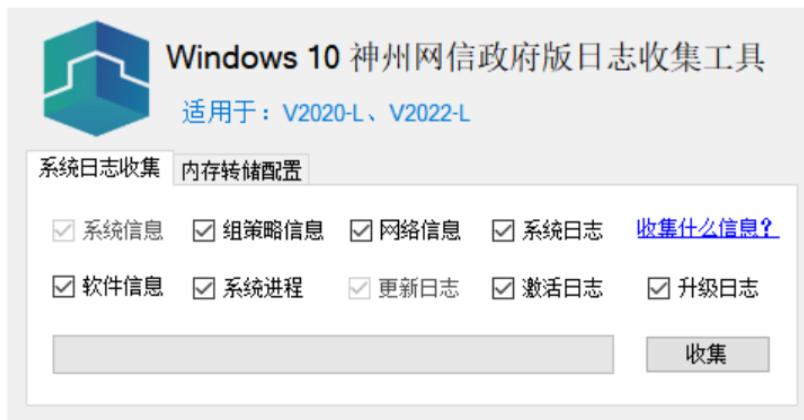 Windows 10 神州网信政府版日志收集工具
适用于：V2020-L、V2022-L
系统日志收集 内存转储配置
系统信息 组策略信息 网络信息 系统日志 收集什么信息？
软件信息 系统进程 更新日志 激活日志 升级日志
收集